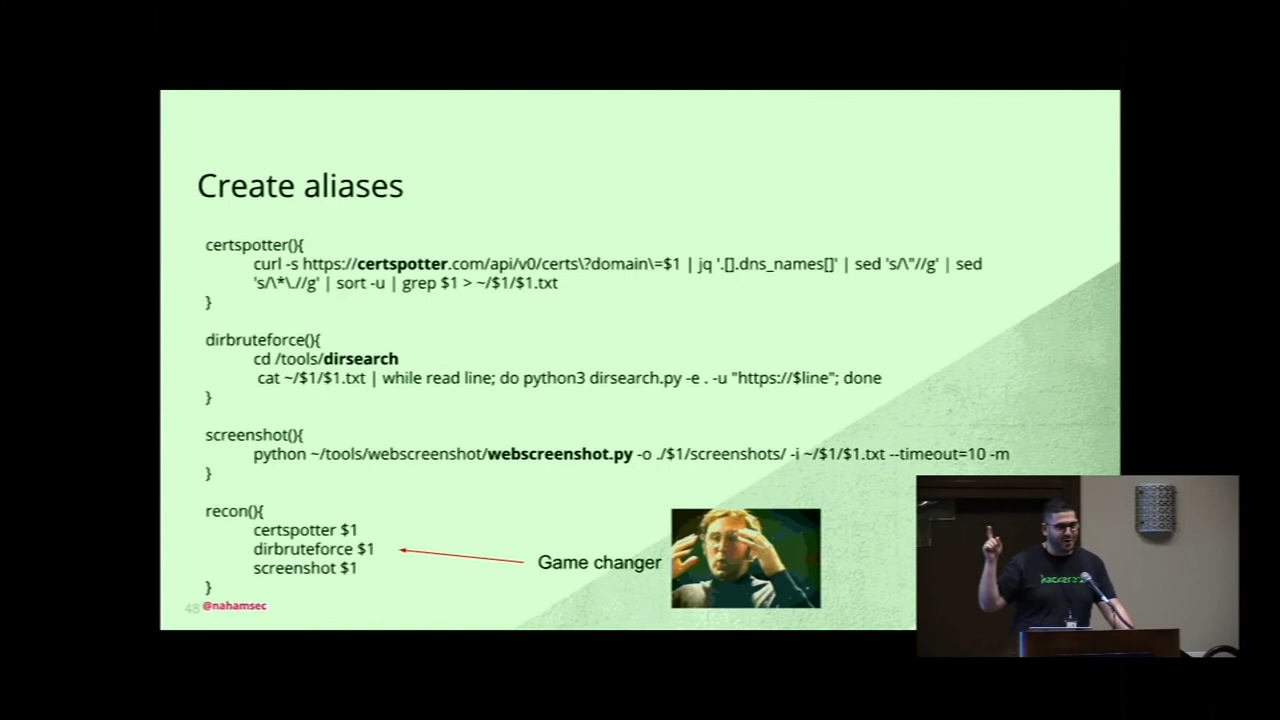 Create aliases
certspotter(){
curl -s https://certspotter.com/api/v0/certs\?domain\=$1 | jq '.[].dns_names[]' | sed 's/\"//g' | sed
's/\*\.//g' | sort -u | grep $1 > ~/$1/$1.txt
}
dirbruteforce(){
cd /tools/dirsearch
cat ~/$1/$1.txt | while read line; do python3 dirsearch.py -e . -u "https://$line"; done
}
screenshot(){
python ~/tools/webscreenshot/webscreenshot.py -o ./$1/screenshots/ -i ~/$1/$1.txt --timeout=10 -m
}
recon(){
certspotter $1
dirbruteforce $1
screenshot $1
}
Game changer
48 @nahamsec